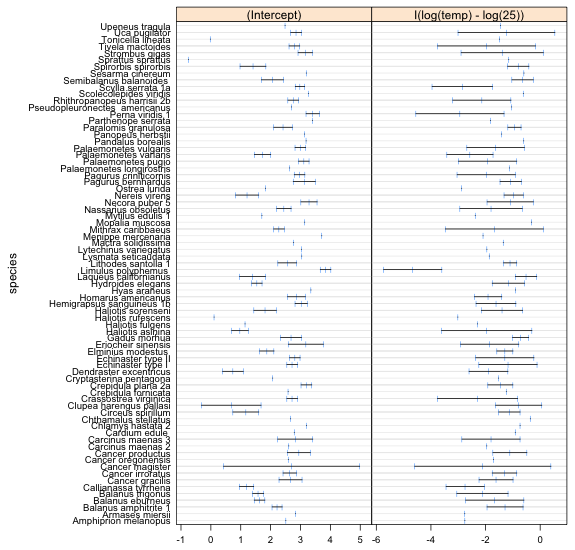 (Intercept) I(log(temp) - log(25))
Upeneus tragula
Uca pugilator
Tonicella lineata
Tivela mactoides
Strombus gigas
Sprattus sprattus
Spirorbis spirorbis
Sesarma cinereum
Semibalanus balanoides
Scylla serrata 1a
Scolecolepides viridis
Rhithropanopeus harrisii 2b
Pseudopleuronectes americanus
Perna viridis 1
Parthenope serrata
Paralomis granulosa
Panopeus herbstii
Pandalus borealis
Palaemonetes vulgaris
Palaemonetes varians
Palaemonetes pugio
Palaemonetes longirostris
Pagurus criniticornis
Pagurus bernhardus
Ostrea lurida
Nereis virens
Necora puber 5
Nassarius obsoletus
Mytilus edulis 1
Mopalia muscosa
Mithrax caribbaeus
Menippe mercenaria
Mactra solidissima
Lytechinus variegatus
Lysmata seticaudata
Lithodes santolla 1
Limulus polyphemus
Laqueus californianus
Hydroides elegans
Hyas araneus
Homarus americanus
Hemigrapsus sanguineus 1b
Haliotis sorenseni
Haliotis rufescens
Haliotis fulgens
Haliotis asinina
Gadus morhua
Eriocheir sinensis
Elminius modestus
Echinaster type II
Echinaster type I
Dendraster excentricus
Cryptasterina pentagona
Crepidula plana 2a
Crepidula fornicata
Crassostrea virginica
Clupea harengus pallasi
Circeus spirillum
Chthamalus stellatus
Chlamys hastata 2
Cardium edule
Carcinus maenas 3
Carcinus maenas 2
Cancer productus
Cancer oregonensis
Cancer magister
Cancer irroratus
Cancer gracilis
Callianassa tyrrhena
Balanus trigonus
Balanus eburneus
Balanus amphitrite 1
Armases miersii
Amphiprion melanopus
species
-1 0 1 2 3 4 5 -6 -4 -2 0